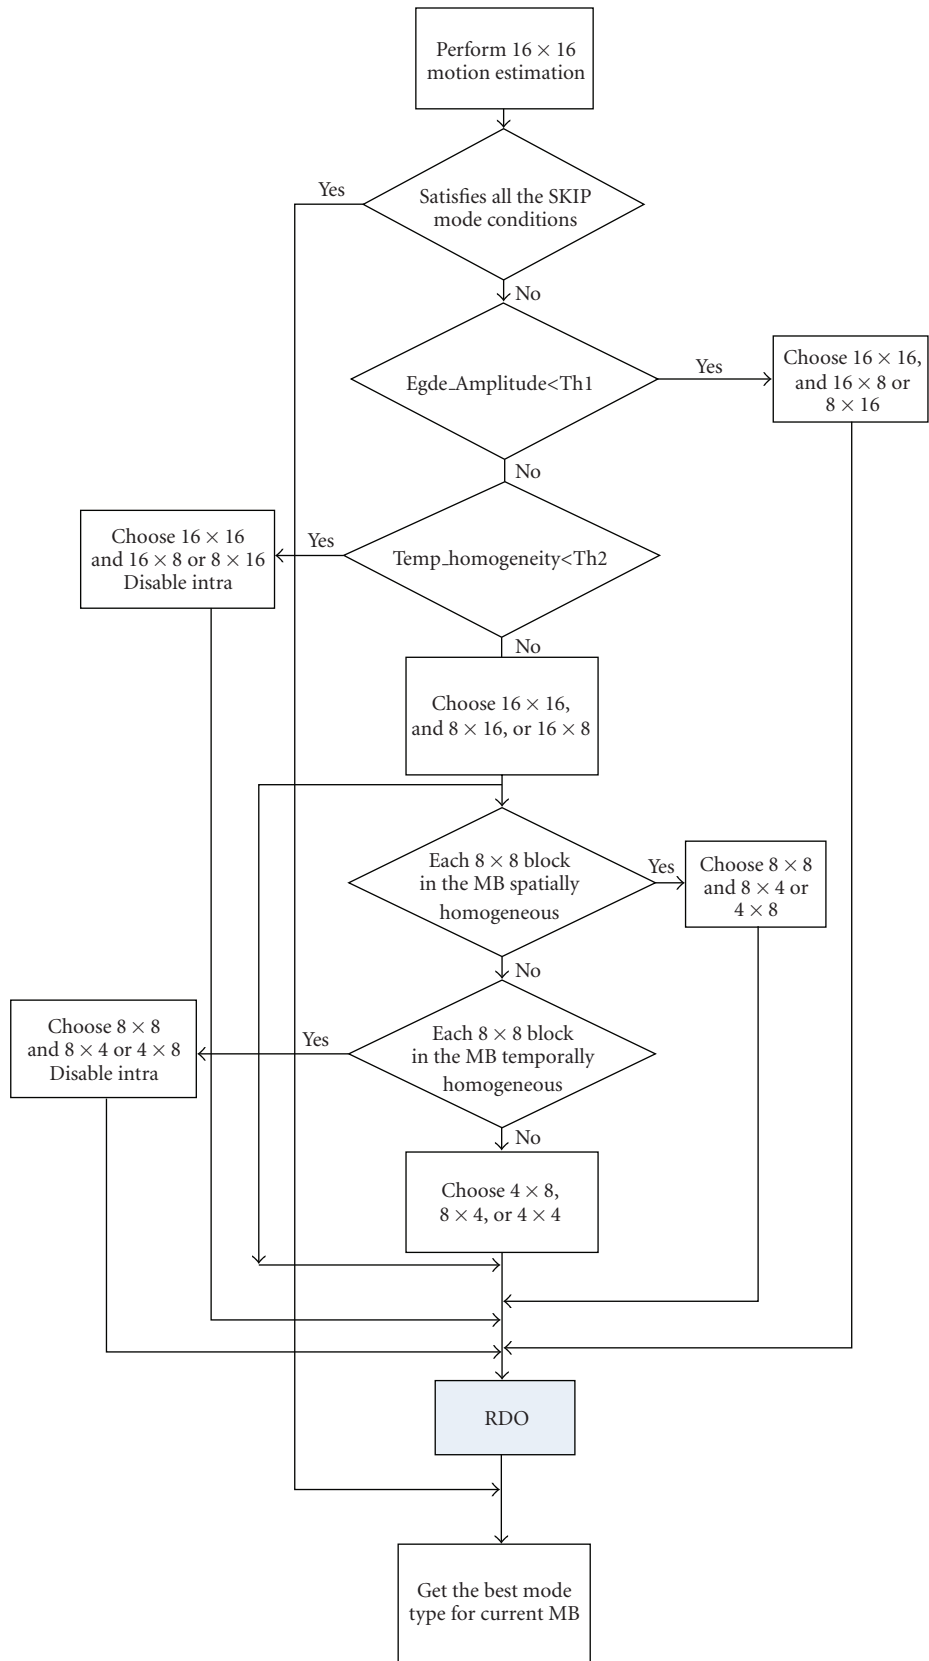 Perform 16 × 16
motion estimation
Yes
Satisfies all the SKIP
mode conditions
No
Egde_Amplitude<Th1
Yes
Choose 16 × 16,
and 16 × 8 or
8 × 16
No
Choose 16 × 16
and 16 × 8 or 8 × 16
Disable intra
Yes
Temp_homogeneity<Th2
No
Choose 16 × 16,
and 8 × 16, or 16 × 8
Each 8 × 8 block
in the MB spatially
homogeneous
Yes
Choose 8 × 8
and 8 × 4 or
4 × 8
No
Choose 8 × 8
and 8 × 4 or 4 × 8
Disable intra
Yes
Each 8 × 8 block
in the MB temporally
homogeneous
No
Choose 4 × 8,
8 × 4, or 4 × 4
RDO
Get the best mode
type for current MB